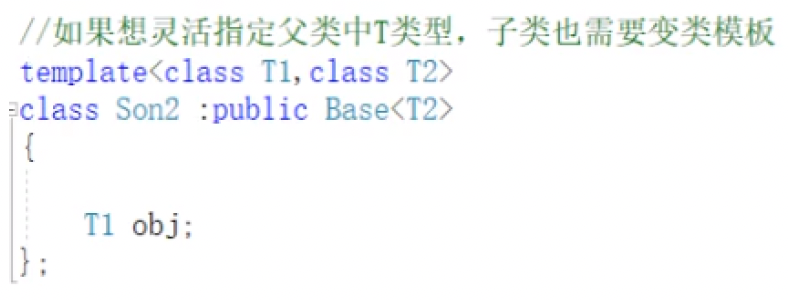 //如果想灵活指定父类中T类型，子类也需要变类模板
template<class T1,class T2>
class Son2 :public Base<T2>
{
T1 obj;
};